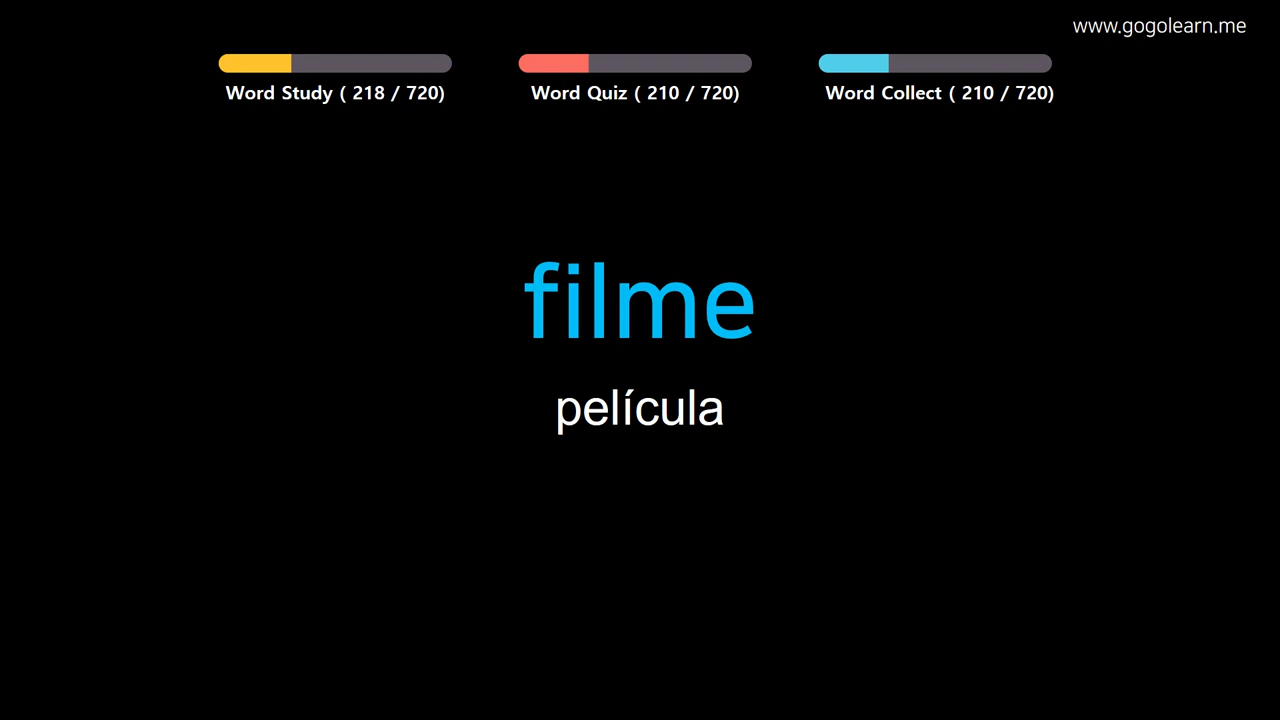 www.gogolearn.me
Word Study ( 218 / 720)
Word Quiz ( 210 / 720)
Word Collect ( 210 / 720)
filme
película